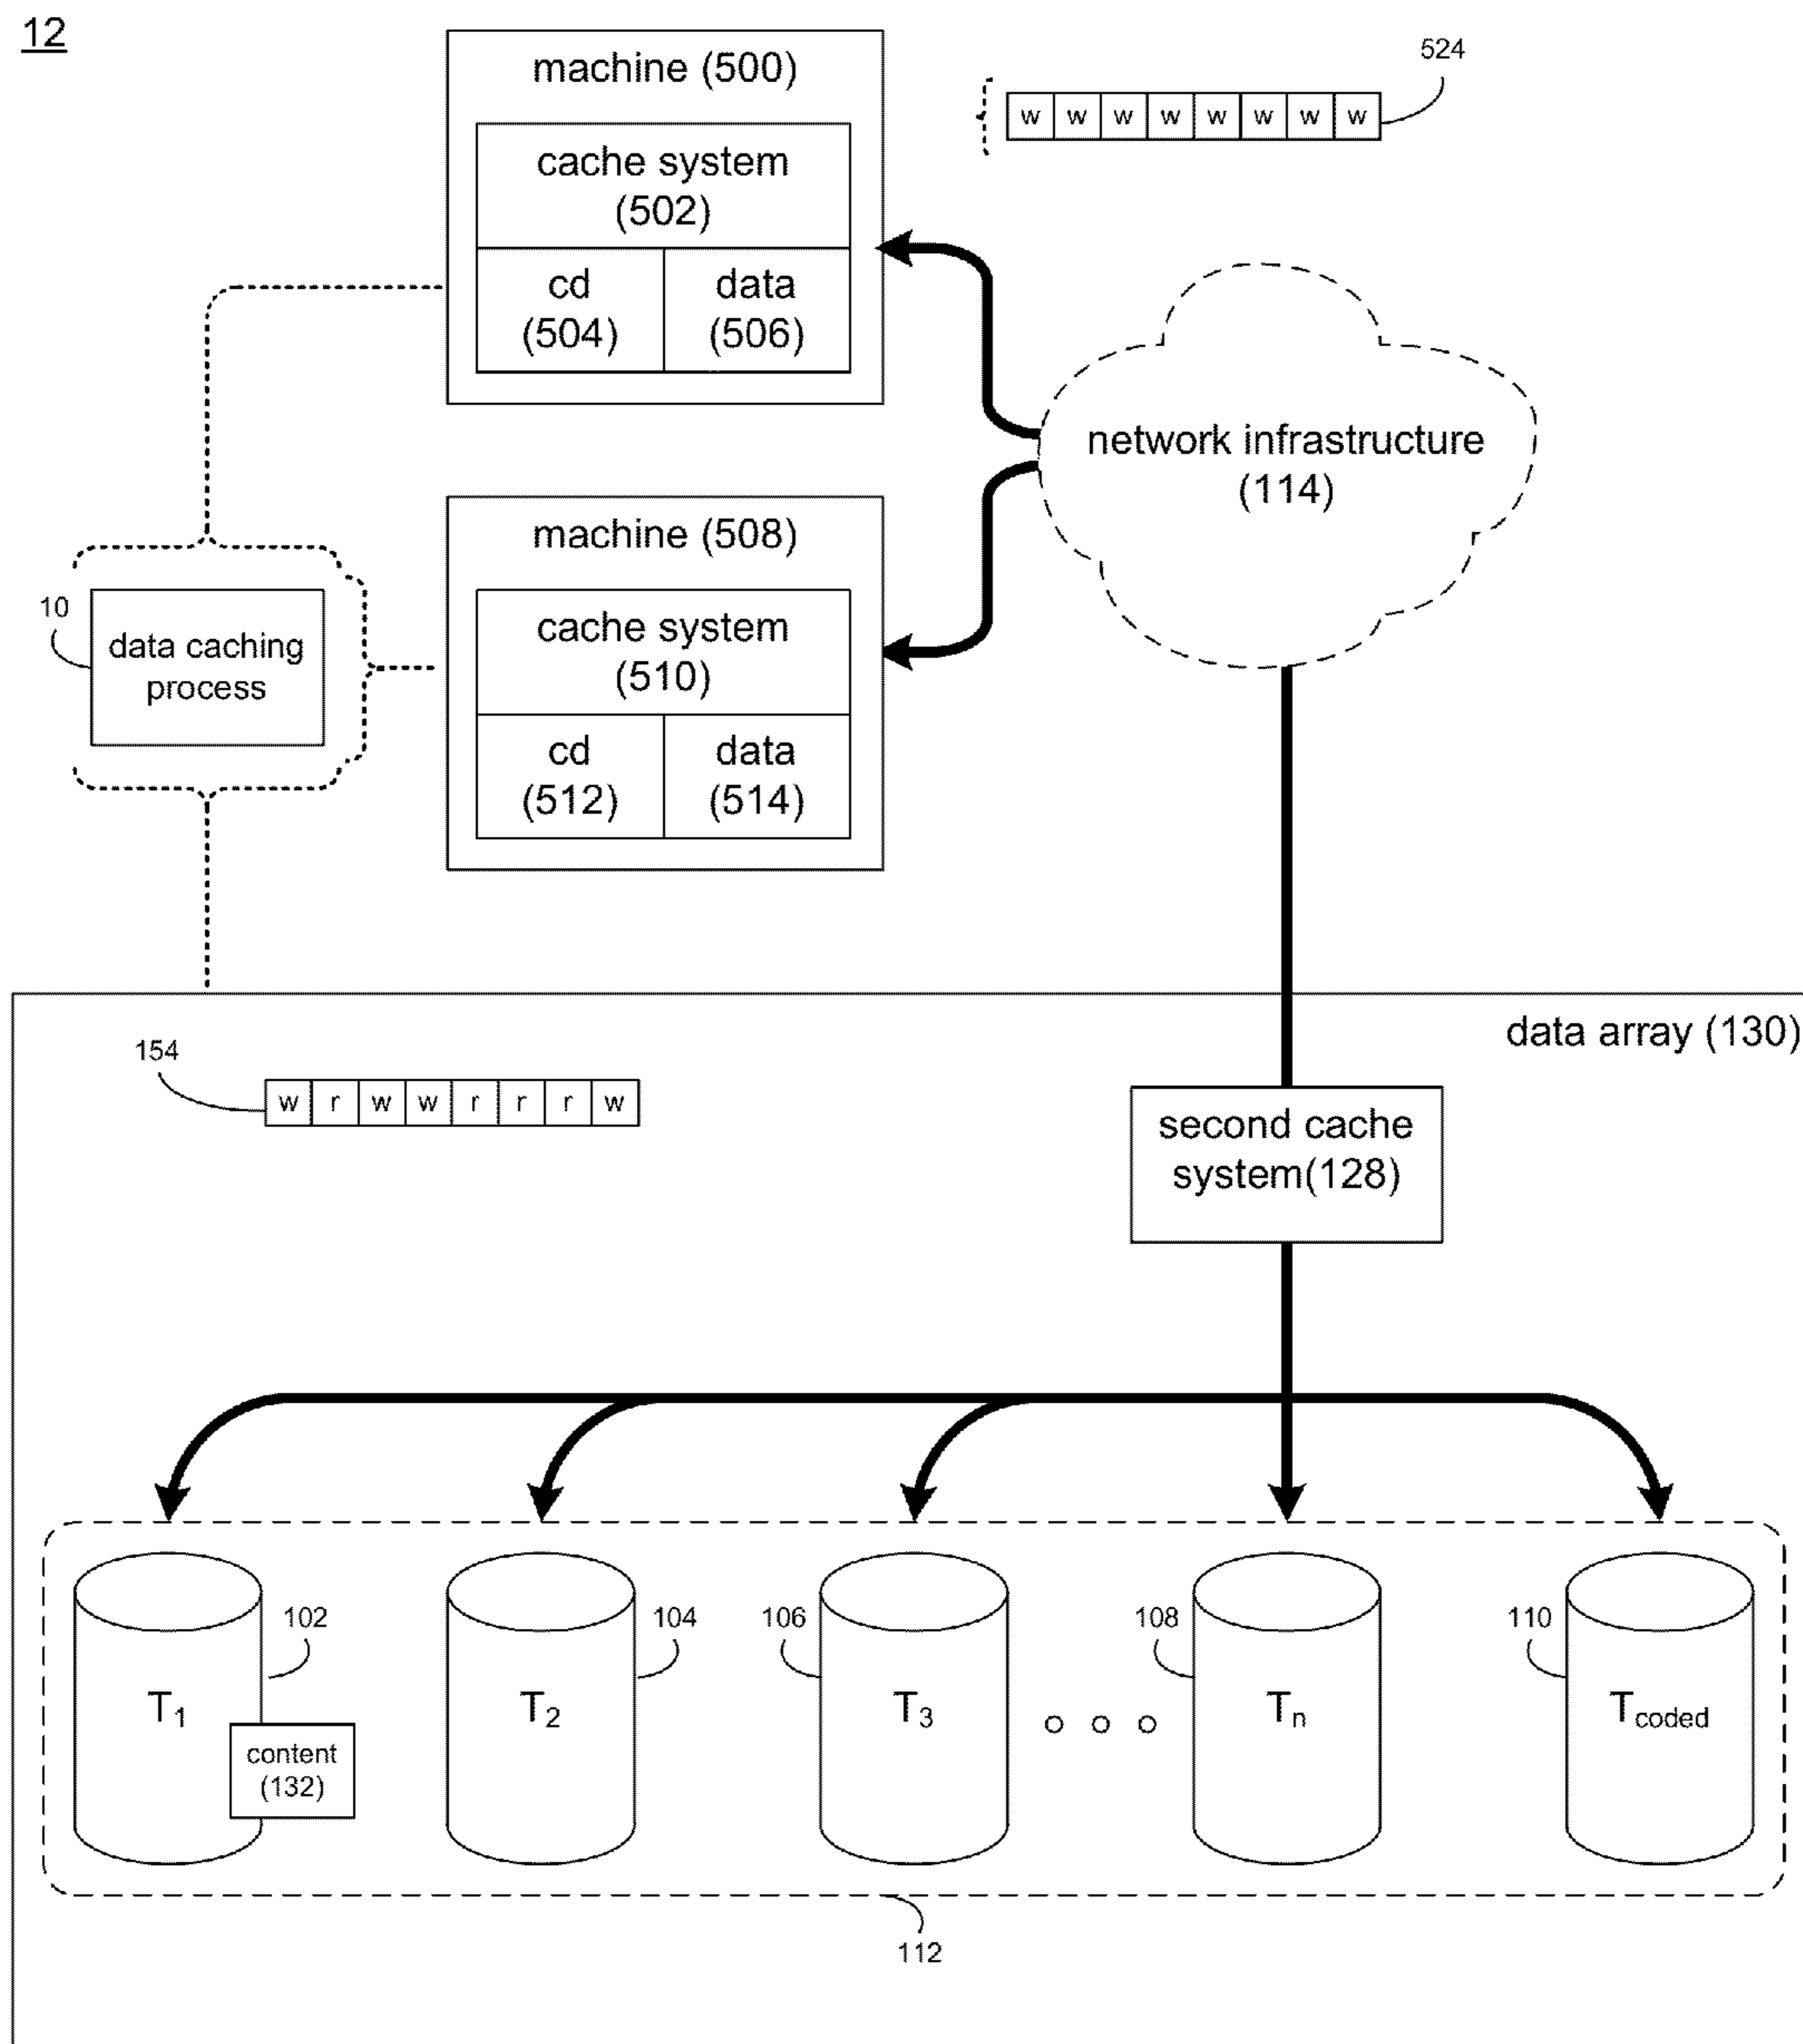 12
machine (500)
524
w w w w w w w w
cache system
(502)
cd
(504)
data
(506)
network infrastructure
(114)
machine (508)
10
data caching
process
cache system
(510)
cd
(512)
data
(514)
data array (130)
154
w r w w r r r w
second cache
system(128)
102
104
106
108
110
T1
T2
T3
Tn
Tcoded
content
(132)
112